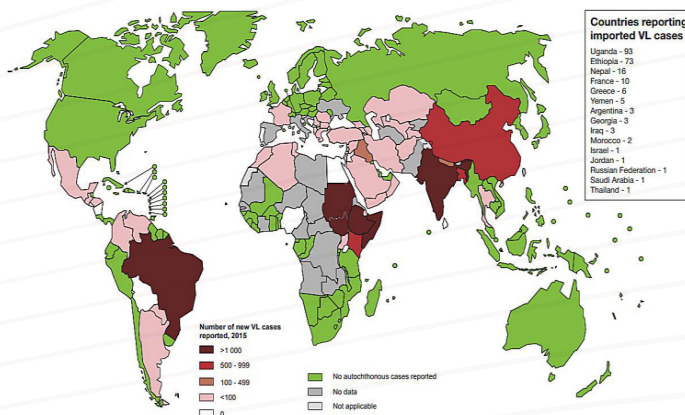 Countries reporting
imported VL cases
Uganda - 93
Ethiopia - 73
Nepal - 16
France - 10
Greece - 6
Yemen - 5
Argentina - 3
Georgia - 3
Iraq - 3
Morocco - 2
Israel - 1
Jordan - 1
Russian Federation - 1
Saudi Arabia - 1
Thailand - 1
Number of new VL cases
reported, 2015
>1 000
500 - 999
100 - 499
<100
0
No autochthonous cases reported
No data
Not applicable